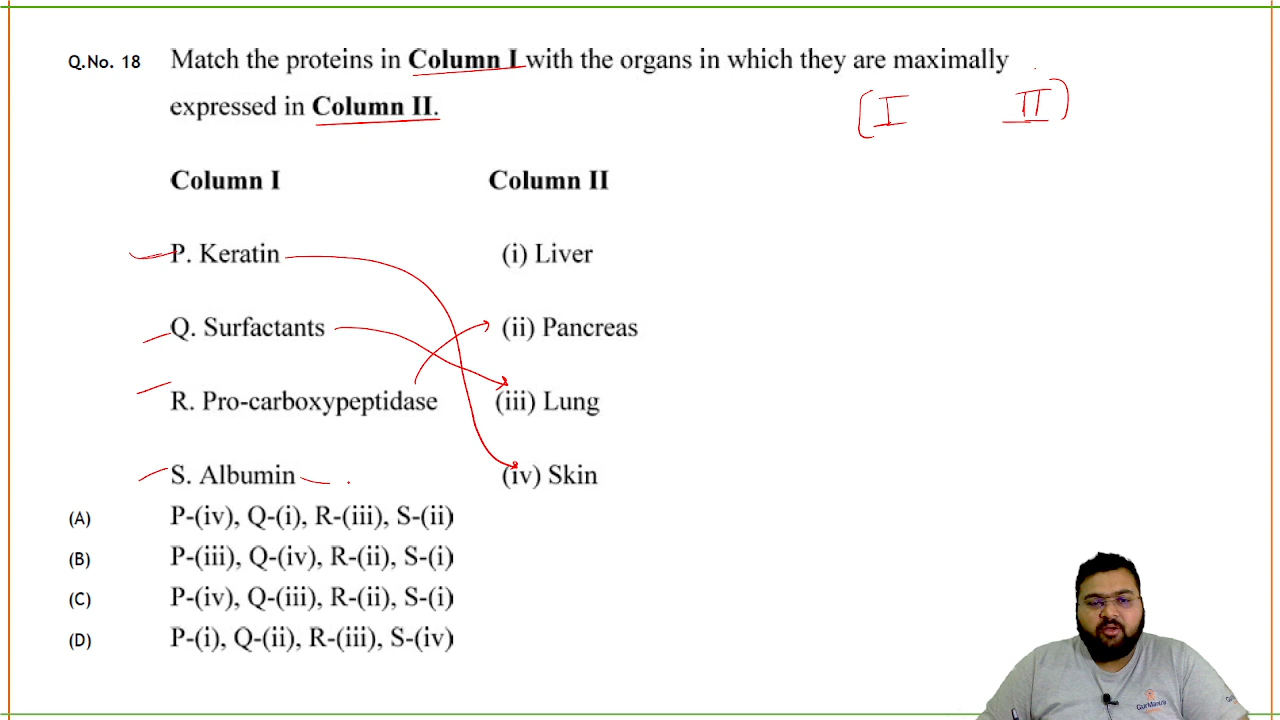 Q.No. 18 Match the proteins in Column I with the organs in which they are maximally
expressed in Column II.
(I II)
Column I Column II
P. Keratin (i) Liver
Q. Surfactants (ii) Pancreas
R. Pro-carboxypeptidase (iii) Lung
S. Albumin (iv) Skin
(A) P-(iv), Q-(i), R-(iii), S-(ii)
(B) P-(iii), Q-(iv), R-(ii), S-(i)
(C) P-(iv), Q-(iii), R-(ii), S-(i)
(D) P-(i), Q-(ii), R-(iii), S-(iv)